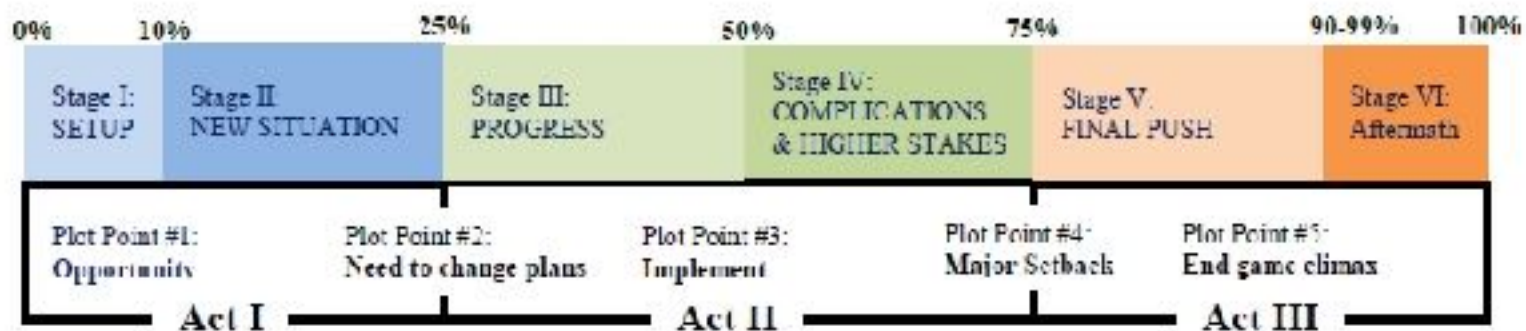 0% 10% 25% 50% 75% 90-99% 100%
Stage I:
SETUP
Stage II
NEW SITUATION
Stage III:
PROGRESS
Stage IV:
COMPLICATIONS
& HIGHER STAKES
Stage V:
FINAL PUSH
Stage VI:
Aftermath
Plot Point #1:
Opportunity
Plot Point #2:
Need to change plans
Plot Point #3:
Implement
Plot Point #4:
Major Setback
Plot Point #5:
End game climax
Act I
Act II
Act III